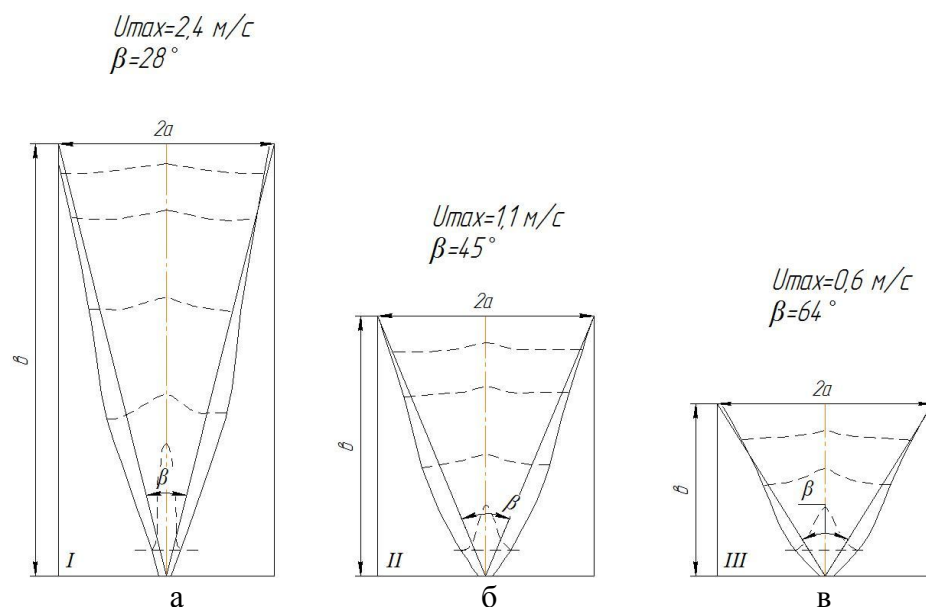 Umax=2,4 м/с
β=28°
2a
в
β
I
а
Umax=1,1 м/с
β=45°
2a
в
β
II
б
Umax=0,6 м/с
β=64°
2a
в
β
III
в